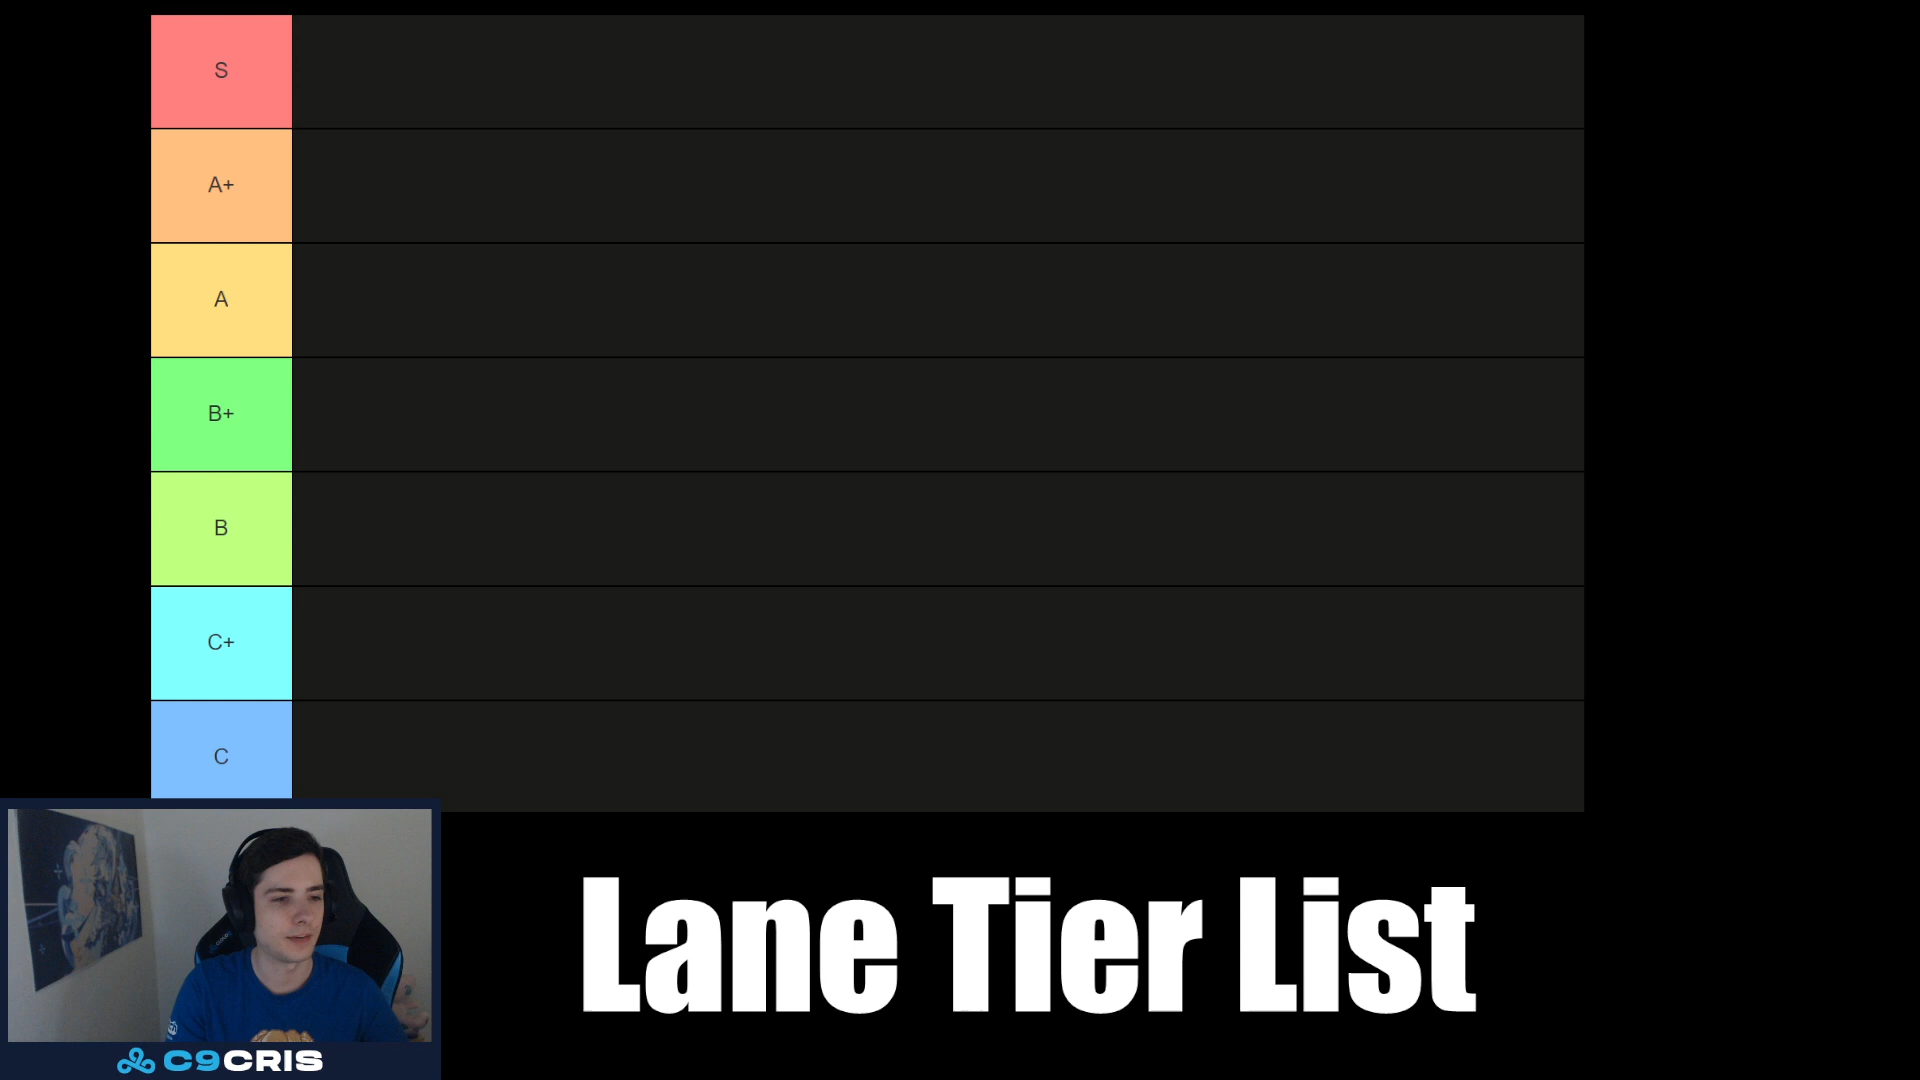 S
A+
A
B+
B
C+
C
Lane Tier List
C9CRIS